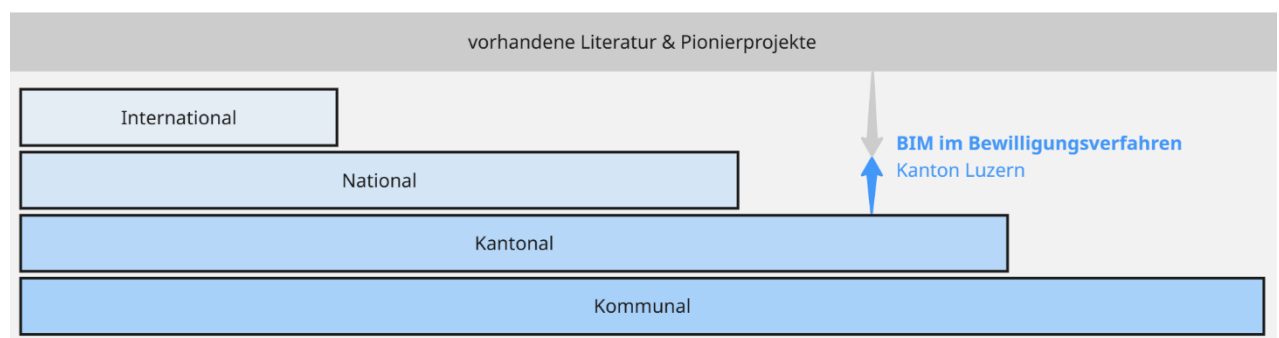 vorhandene Literatur & Pionierprojekte
International
BIM im Bewilligungsverfahren
Kanton Luzern
National
Kantonal
Kommunal